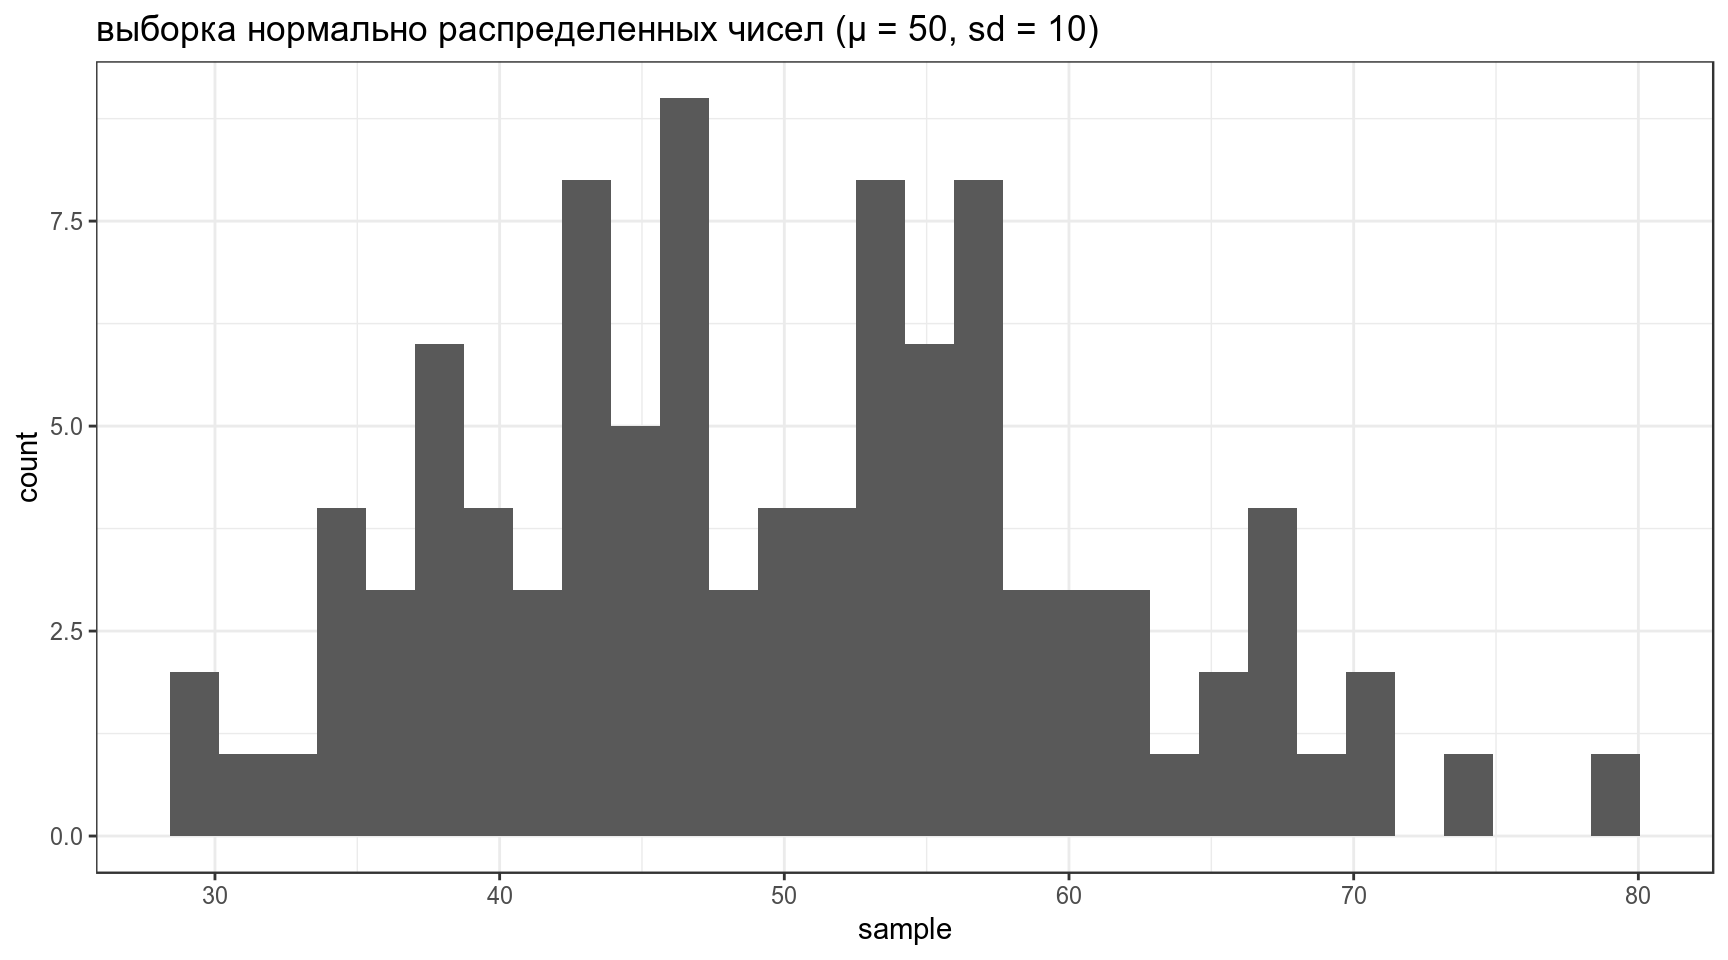 выборка нормально распределенных чисел (μ = 50, sd = 10)
7.5
5.0
2.5
0.0
count
30 40 50 60 70 80
sample